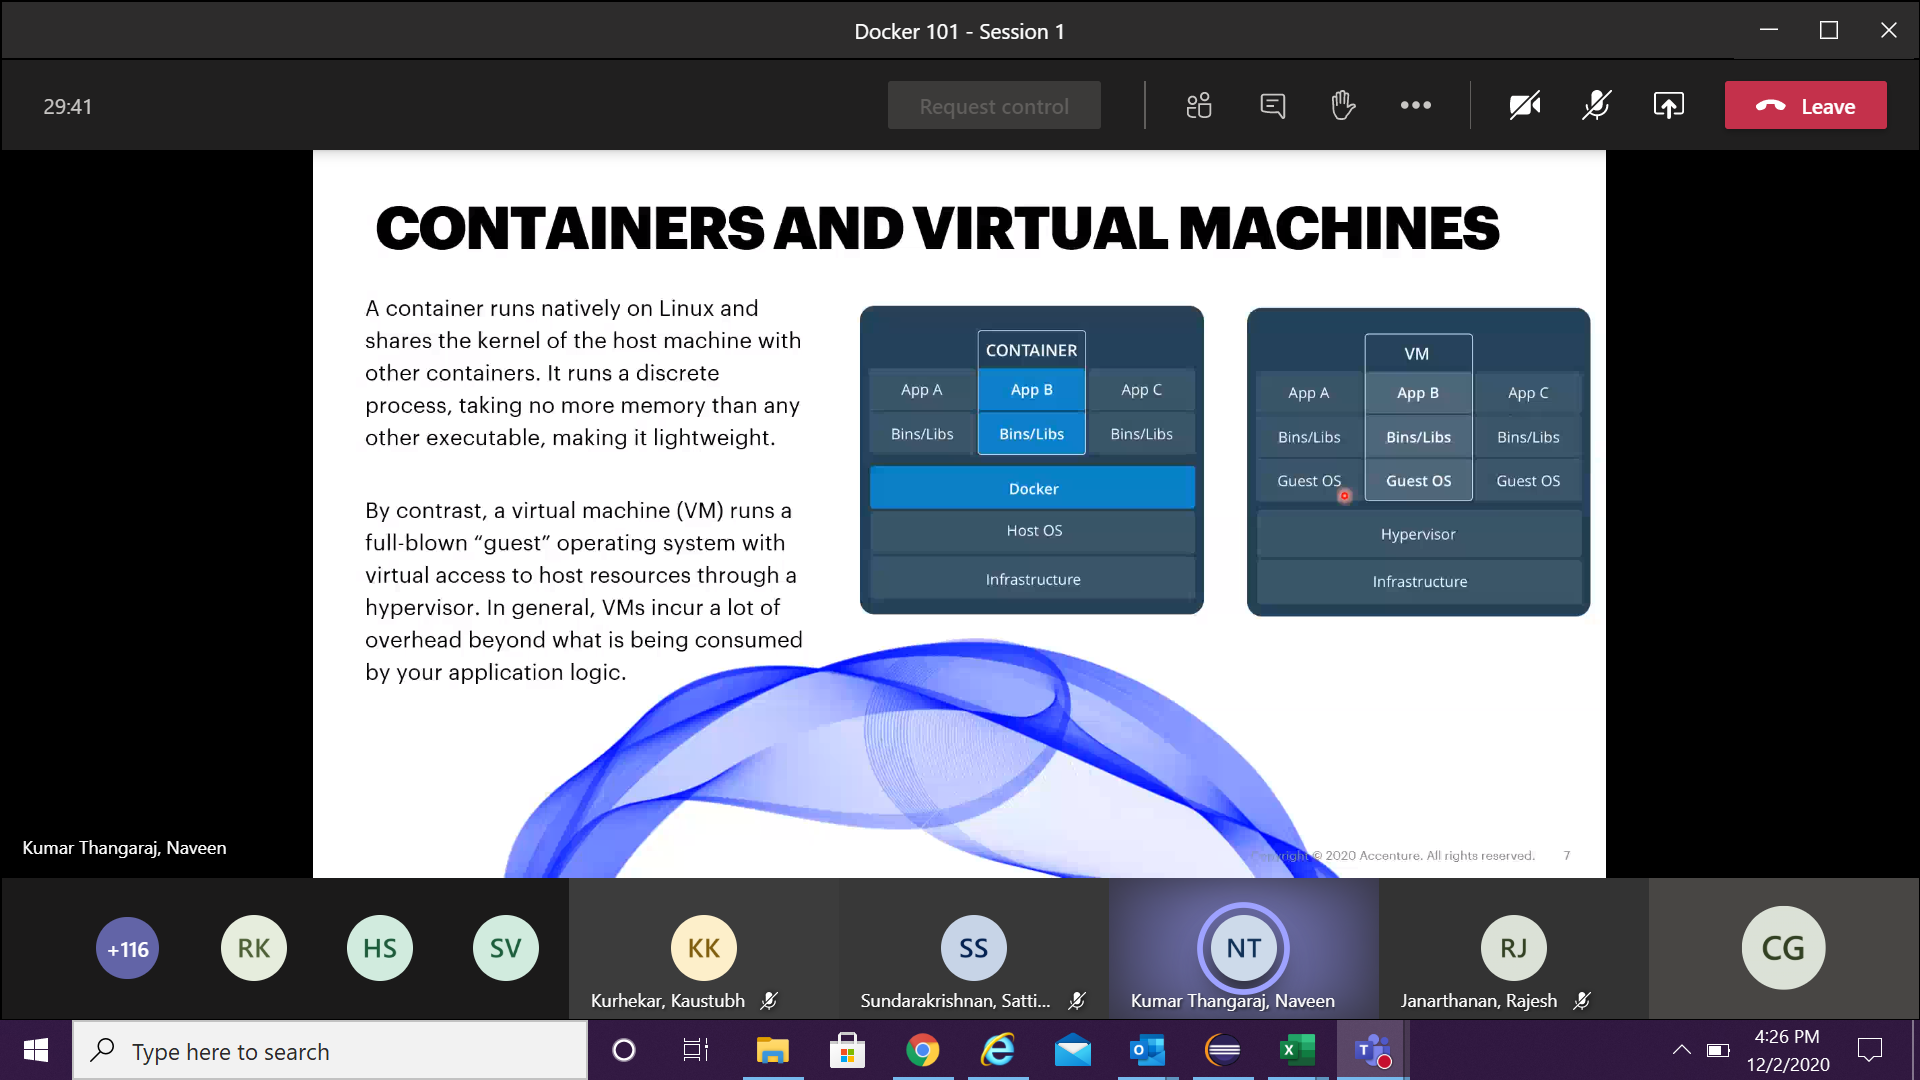 Docker 101 - Session 1
29:41
Request control
Leave
CONTAINERS AND VIRTUAL MACHINES
A container runs natively on Linux and
shares the kernel of the host machine with
other containers. It runs a discrete
process, taking no more memory than any
other executable, making it lightweight.
By contrast, a virtual machine (VM) runs a
full-blown “guest” operating system with
virtual access to host resources through a
hypervisor. In general, VMs incur a lot of
overhead beyond what is being consumed
by your application logic.
CONTAINER
App A App B App C
Bins/Libs Bins/Libs Bins/Libs
Docker
Host OS
Infrastructure
VM
App A App B App C
Bins/Libs Bins/Libs Bins/Libs
Guest OS Guest OS Guest OS
Hypervisor
Infrastructure
Copyright © 2020 Accenture. All rights reserved. 7
Kumar Thangaraj, Naveen
+116 RK HS SV KK SS NT RJ CG
Kurhekar, Kaustubh Sundarakrishnan, Satti... Kumar Thangaraj, Naveen Janarthanan, Rajesh
Type here to search
4:26 PM
12/2/2020